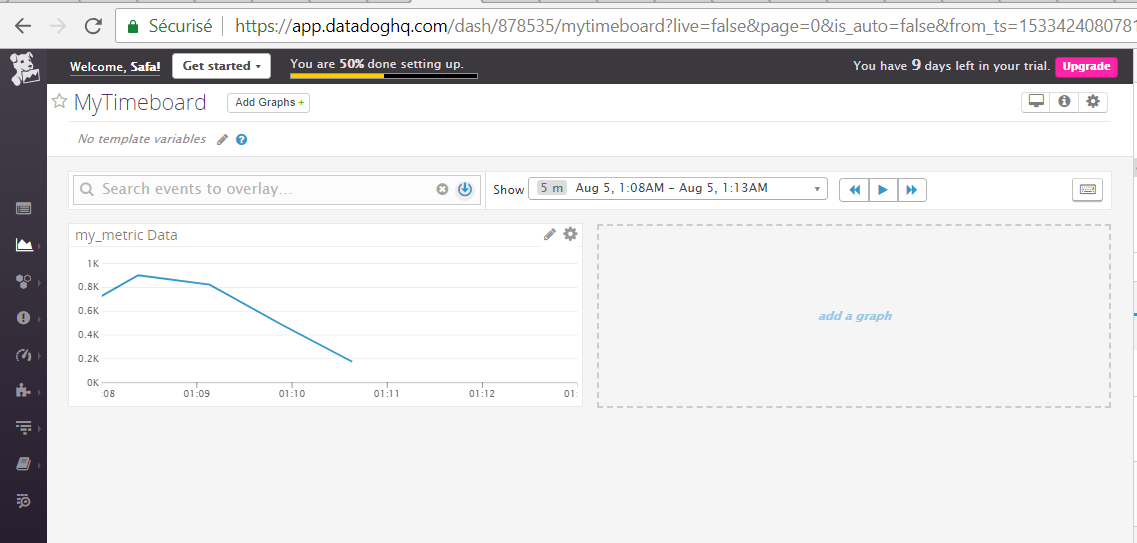 Sécurisé https://app.datadoghq.com/dash/878535/mytimeboard?live=false&page=0&is_auto=false&from_ts=1533424080781
Welcome, Safa! Get started You are 50% done setting up. You have 9 days left in your trial. Upgrade
MyTimeboard Add Graphs +
No template variables ?
Search events to overlay... Show 5 m Aug 5, 1:08AM – Aug 5, 1:13AM
my_metric Data
1K
0.8K
0.6K
0.4K
0.2K
0K
:08 01:09 01:10 01:11 01:12 01:
add a graph